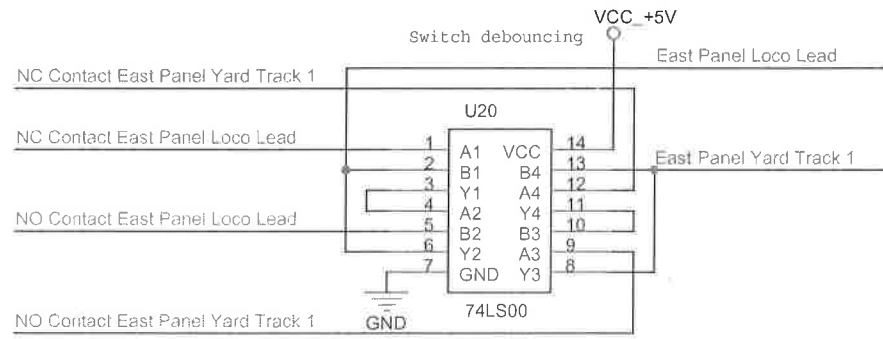 VCC_+5V
Switch debouncing
East Panel Loco Lead
NC Contact East Panel Yard Track 1
U20
NC Contact East Panel Loco Lead
1 A1 VCC 14
2 B1 B4 13
East Panel Yard Track 1
3 Y1 A4 12
4 A2 Y4 11
NO Contact East Panel Loco Lead
5 B2 B3 10
6 Y2 A3 9
7 GND Y3 8
74LS00
GND
NO Contact East Panel Yard Track 1